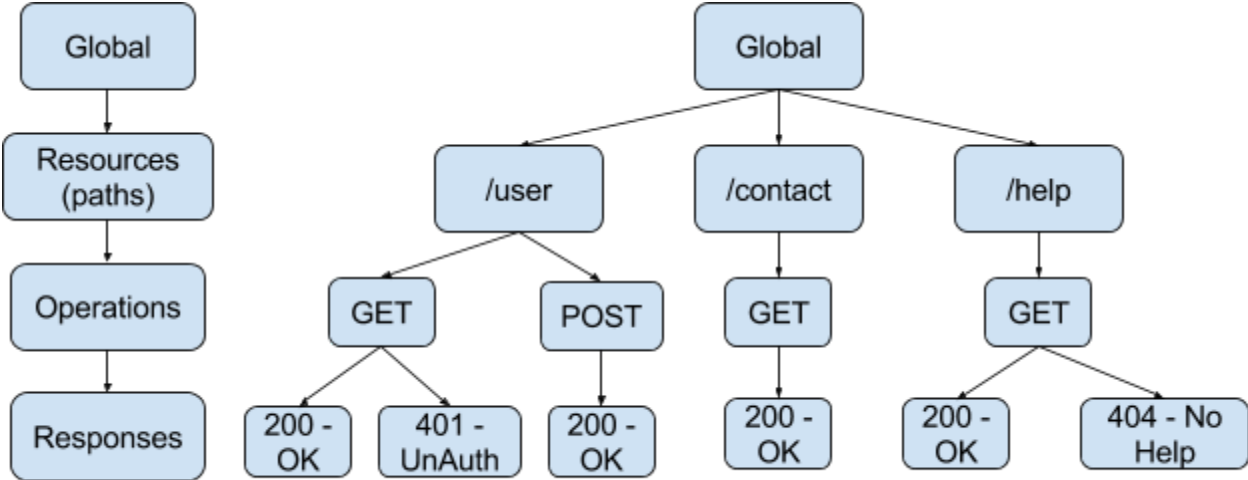 Global
Resources
(paths)
Operations
Responses
Global
/user
/contact
/help
GET
POST
GET
GET
200 -
OK
401 -
UnAuth
200 -
OK
200 -
OK
200 -
OK
404 - No
Help